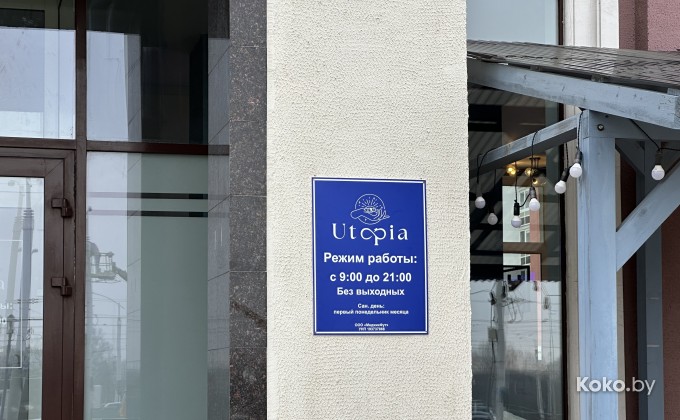 Utopia
Режим работы:
с 9:00 до 21:00
Без выходных
Сан. день:
первый понедельник месяца
Koko.by